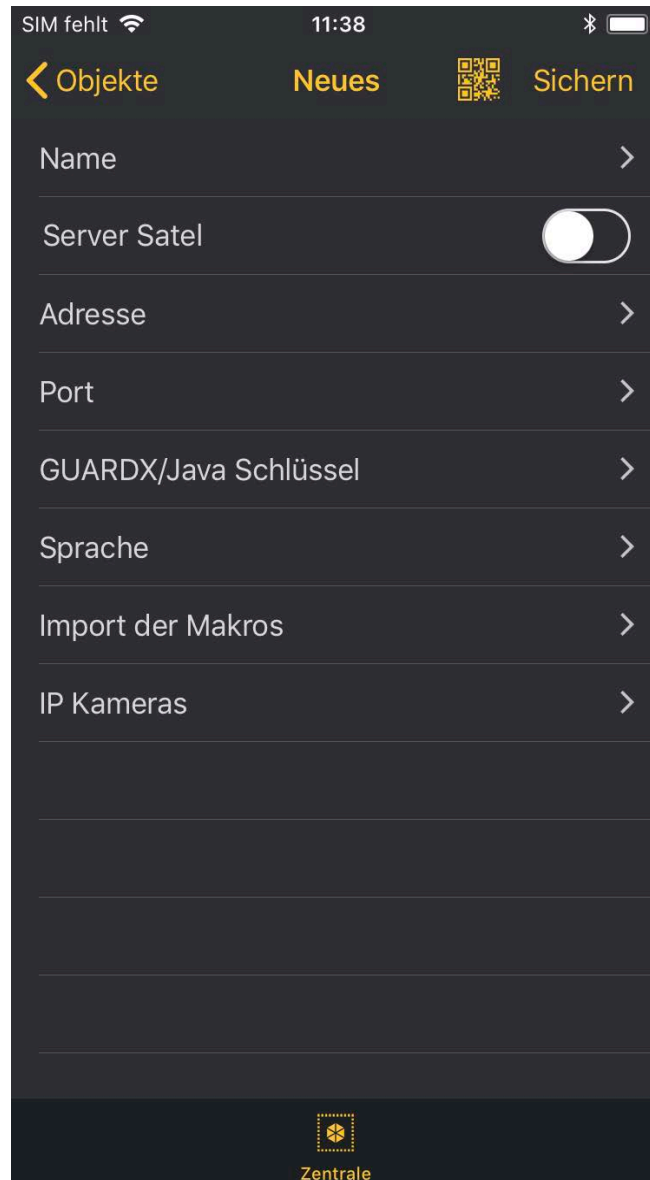 SIM fehlt 11:38
Objekte Neues Sichern
Name
Server Satel
Adresse
Port
GUARDX/Java Schlüssel
Sprache
Import der Makros
IP Kameras
Zentrale